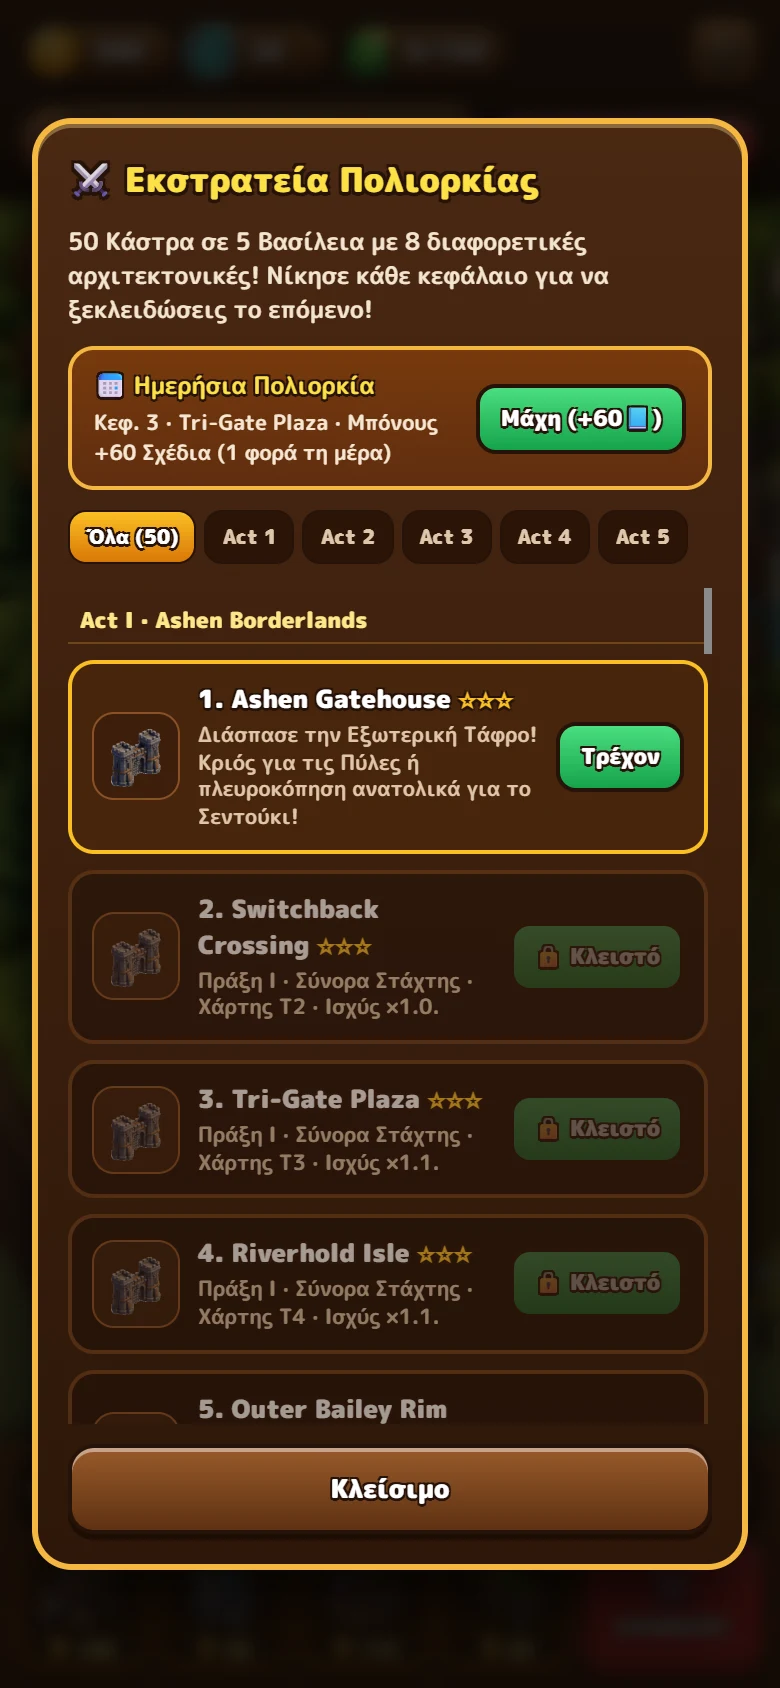 Εκστρατεία Πολιορκίας
50 Κάστρα σε 5 Βασίλεια με 8 διαφορετικές
αρχιτεκτονικές! Νίκησε κάθε κεφάλαιο για να
ξεκλειδώσεις το επόμενο!
Ημερήσια Πολιορκία
Κεφ. 3 · Tri-Gate Plaza · Μπόνους
+60 Σχέδια (1 φορά τη μέρα)
Μάχη (+60📘)
Όλα (50) Act 1 Act 2 Act 3 Act 4 Act 5
Act I · Ashen Borderlands
1. Ashen Gatehouse ☆☆☆
Διάσπασε την Εξωτερική Τάφρο!
Κριός για τις Πύλες ή
πλευροκόπηση ανατολικά για το
Σεντούκι!
Τρέχον
2. Switchback
Crossing ☆☆☆
Πράξη Ι · Σύνορα Στάχτης ·
Χάρτης Τ2 · Ισχύς ×1.0.
🔒 Κλειστό
3. Tri-Gate Plaza ☆☆☆
Πράξη Ι · Σύνορα Στάχτης ·
Χάρτης Τ3 · Ισχύς ×1.1.
🔒 Κλειστό
4. Riverhold Isle ☆☆☆
Πράξη Ι · Σύνορα Στάχτης ·
Χάρτης Τ4 · Ισχύς ×1.1.
🔒 Κλειστό
5. Outer Bailey Rim
Κλείσιμο